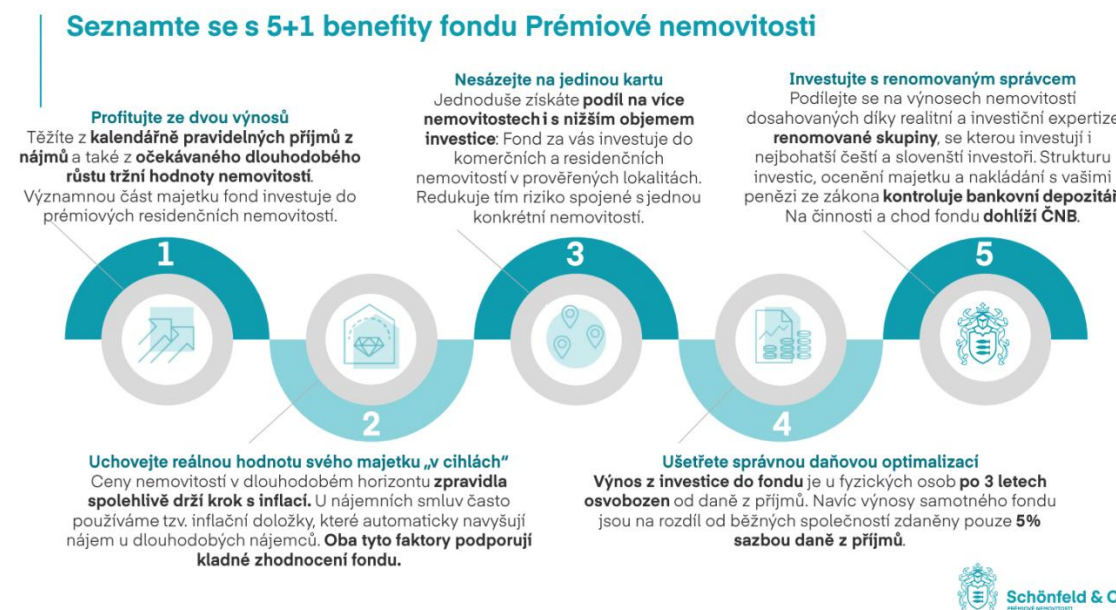 Seznamte se s 5+1 benefity fondu Prémiové nemovitosti
Profitujte ze dvou výnosů
Těžíte z kalendářně pravidelných příjmů z
nájmů a také z očekávaného dlouhodobého
růstu tržní hodnoty nemovitostí.
Významnou část majetku fond investuje do
prémiových residenčních nemovitostí.
1
2
Uchovejte reálnou hodnotu svého majetku „v cihlách“
Ceny nemovitostí v dlouhodobém horizontu zpravidla
spolehlivě drží krok s inflací. U nájemních smluv často
používáme tzv. inflační doložky, které automaticky navyšují
nájem u dlouhodobých nájemců. Oba tyto faktory podporují
kladné zhodnocení fondu.
Nesázejte na jedinou kartu
Jednoduše získáte podíl na více
nemovitostech i s nižším objemem
investice: Fond za vás investuje do
komerčních a residenčních
nemovitostí v prověřených lokalitách.
Redukuje tím riziko spojené s jednou
konkrétní nemovitostí.
3
4
Ušetřete správnou daňovou optimalizací
Výnos z investice do fondu je u fyzických osob po 3 letech
osvobozen od daně z příjmů. Navíc výnosy samotného fondu
jsou na rozdíl od běžných společností zdaněny pouze 5%
sazbou daně z příjmů.
Investujte s renomovaným správcem
Podílejte se na výnosech nemovitostí
dosahovaných díky realitní a investiční expertize
renomované skupiny, se kterou investují i
nejbohatší čeští a slovenští investoři. Strukturu
investic, ocenění majetku a nakládání s vašimi
penězi ze zákona kontroluje bankovní depozitář
Na činnosti a chod fondu dohlíží ČNB.
5
Schönfeld & C
PRÉMIOVÉ NEMOVITOSTI